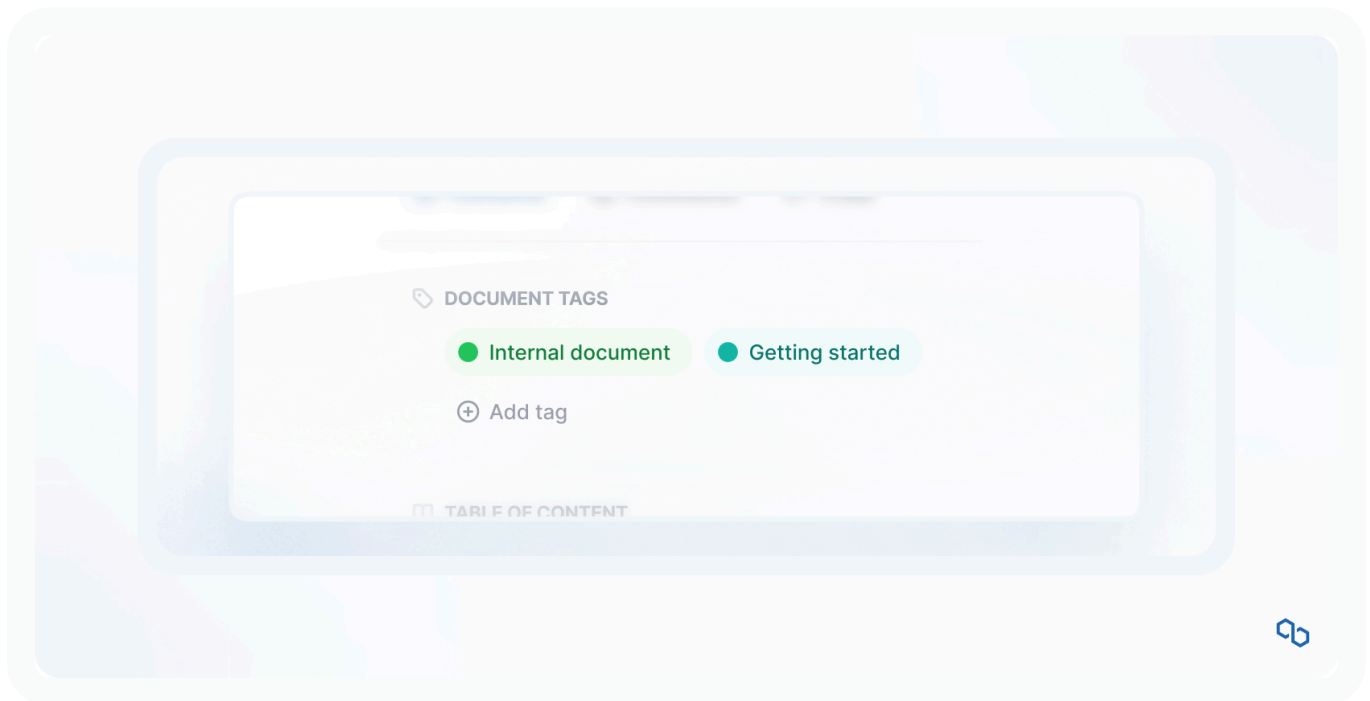 DOCUMENT TAGS
Internal document Getting started
Add tag
TABLE OF CONTENT